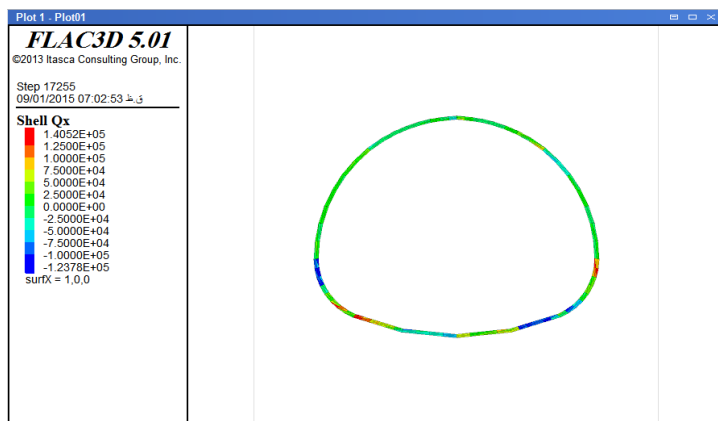 Plot 1 - Plot01
FLAC3D 5.01
©2013 Itasca Consulting Group, Inc.
Step 17255
09/01/2015 07:02:53 ق.ظ
Shell Qx
1.4052E+05
1.2500E+05
1.0000E+05
7.5000E+04
5.0000E+04
2.5000E+04
0.0000E+00
-2.5000E+04
-5.0000E+04
-7.5000E+04
-1.0000E+05
-1.2378E+05
surfX = 1,0,0